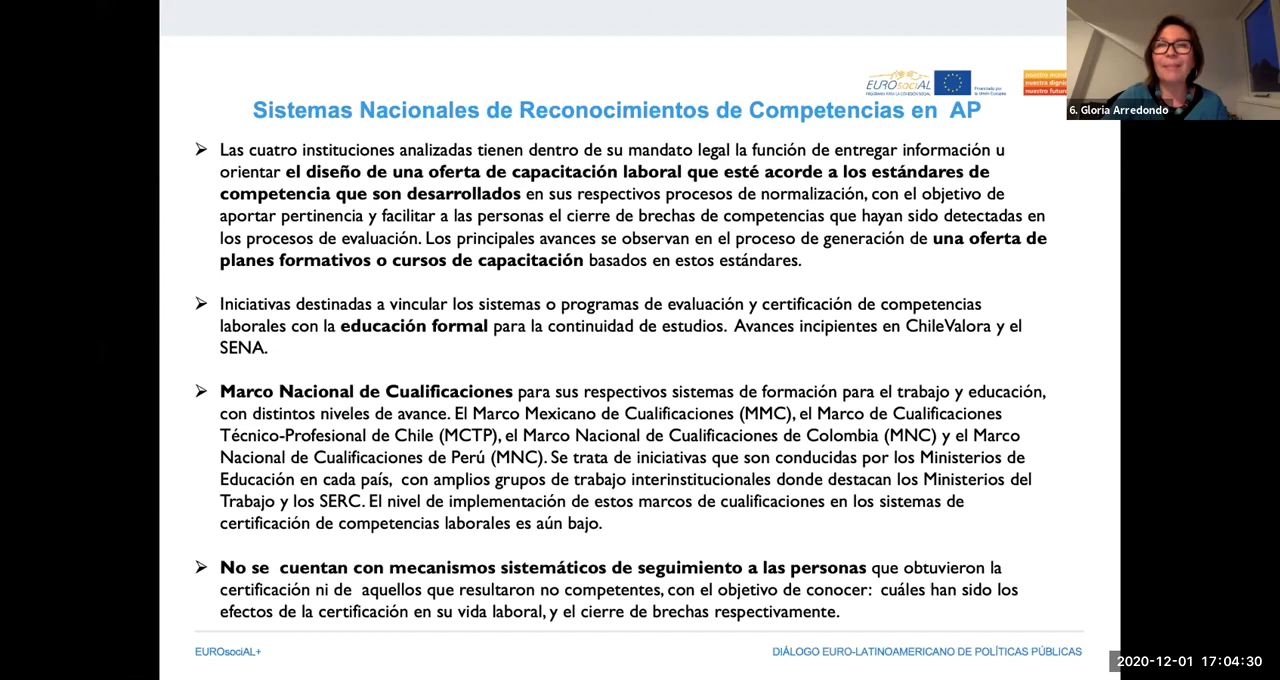 EUROsociAL
PROGRAMA PARA LA COHESIÓN SOCIAL
Financiado por
la Unión Europea
6. Gloria Arredondo
Sistemas Nacionales de Reconocimientos de Competencias en AP
➢ Las cuatro instituciones analizadas tienen dentro de su mandato legal la función de entregar información u
orientar el diseño de una oferta de capacitación laboral que esté acorde a los estándares de
competencia que son desarrollados en sus respectivos procesos de normalización, con el objetivo de
aportar pertinencia y facilitar a las personas el cierre de brechas de competencias que hayan sido detectadas en
los procesos de evaluación. Los principales avances se observan en el proceso de generación de una oferta de
planes formativos o cursos de capacitación basados en estos estándares.
➢ Iniciativas destinadas a vincular los sistemas o programas de evaluación y certificación de competencias
laborales con la educación formal para la continuidad de estudios. Avances incipientes en ChileValora y el
SENA.
➢ Marco Nacional de Cualificaciones para sus respectivos sistemas de formación para el trabajo y educación,
con distintos niveles de avance. El Marco Mexicano de Cualificaciones (MMC), el Marco de Cualificaciones
Técnico-Profesional de Chile (MCTP), el Marco Nacional de Cualificaciones de Colombia (MNC) y el Marco
Nacional de Cualificaciones de Perú (MNC). Se trata de iniciativas que son conducidas por los Ministerios de
Educación en cada país, con amplios grupos de trabajo interinstitucionales donde destacan los Ministerios del
Trabajo y los SERC. El nivel de implementación de estos marcos de cualificaciones en los sistemas de
certificación de competencias laborales es aún bajo.
➢ No se cuentan con mecanismos sistemáticos de seguimiento a las personas que obtuvieron la
certificación ni de aquellos que resultaron no competentes, con el objetivo de conocer: cuáles han sido los
efectos de la certificación en su vida laboral, y el cierre de brechas respectivamente.
EUROsociAL+
DIÁLOGO EURO-LATINOAMERICANO DE POLÍTICAS PÚBLICAS
2020-12-01 17:04:30